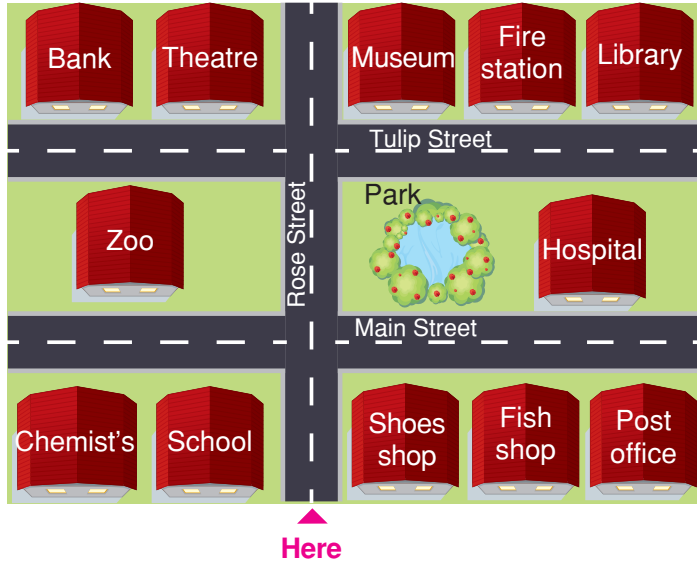 Bank
Theatre
Museum
Fire
station
Library
Tulip Street
Rose Street
Zoo
Park
Hospital
Main Street
Chemist's
School
Shoes
shop
Fish
shop
Post
office
Here